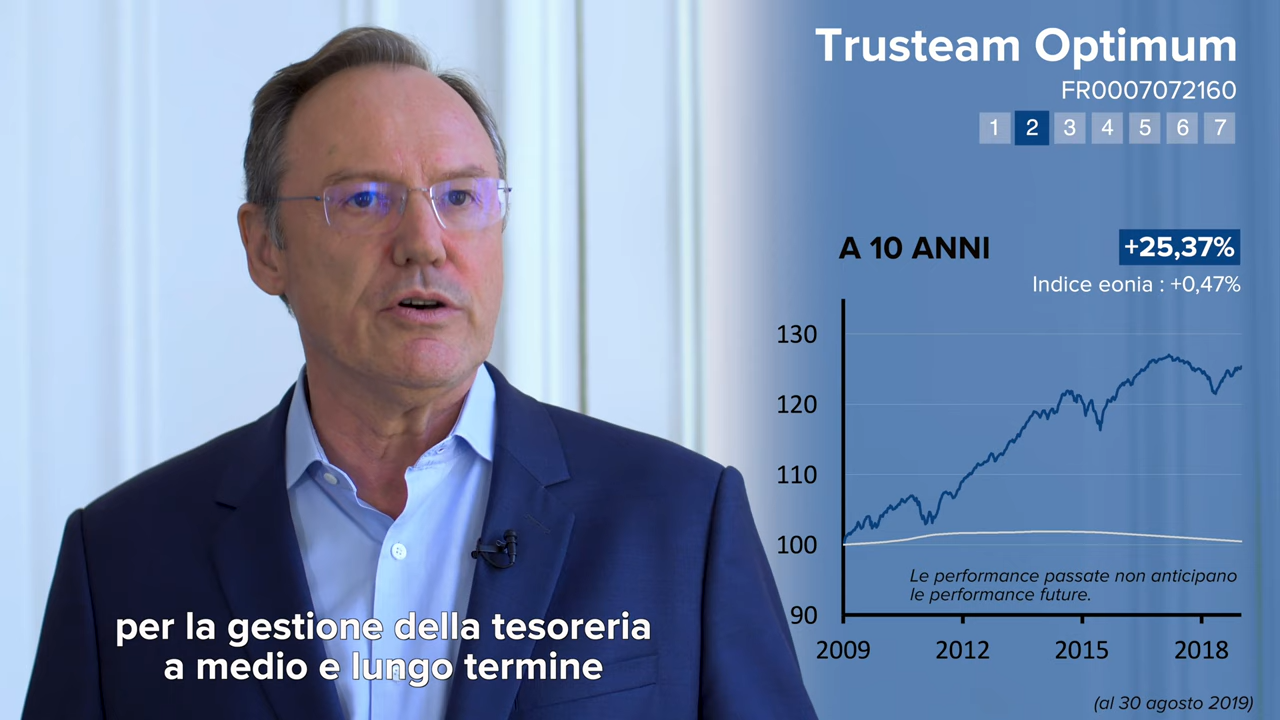 Trusteam Optimum
FR0007072160
1 2 3 4 5 6 7
A 10 ANNI
+25,37%
Indice eonia : +0,47%
130
120
110
100
90
Le performance passate non anticipano
le performance future.
2009 2012 2015 2018
(al 30 agosto 2019)
per la gestione della tesoreria
a medio e lungo termine